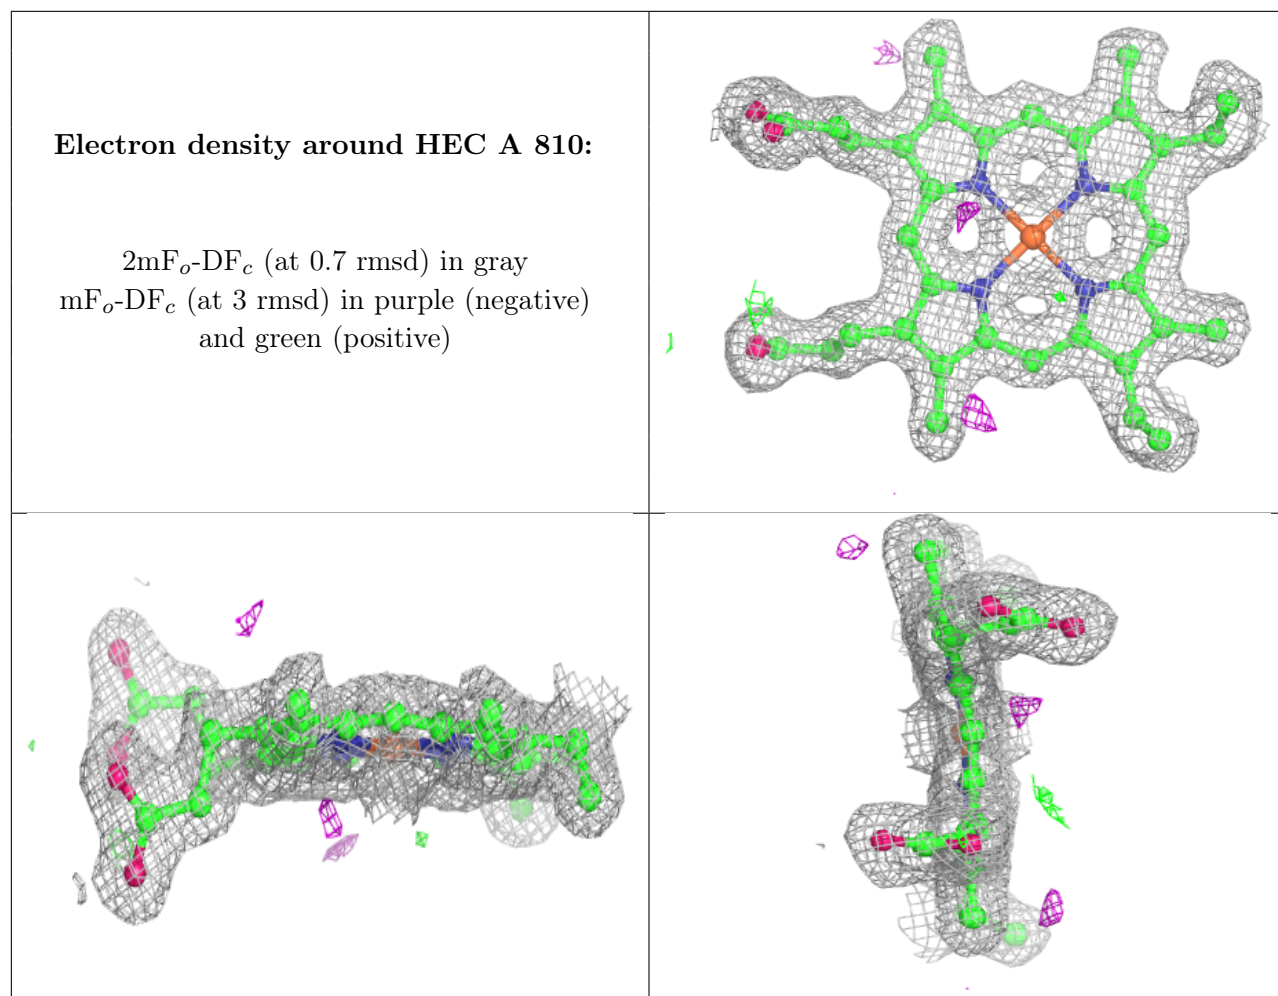 Electron density around HEC A 810:
2mFₒ-DF𝒸 (at 0.7 rmsd) in gray
mFₒ-DF𝒸 (at 3 rmsd) in purple (negative)
and green (positive)